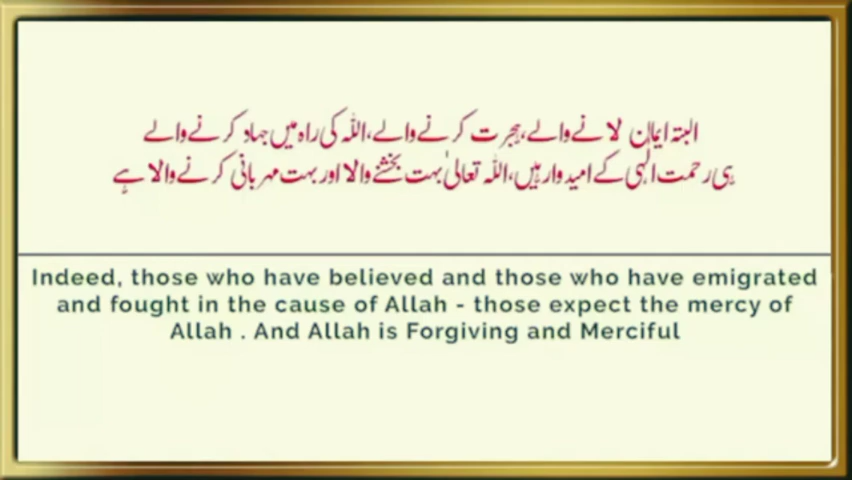 البتہ ایمان لانے والے، ہجرت کرنے والے، اللہ کی راہ میں جہاد کرنے والے
ہی رحمت الٰہی کے امیدوار ہیں، اللہ تعالیٰ بہت بخشنے والا اور بہت مہربانی کرنے والا ہے
Indeed, those who have believed and those who have emigrated
and fought in the cause of Allah - those expect the mercy of
Allah . And Allah is Forgiving and Merciful